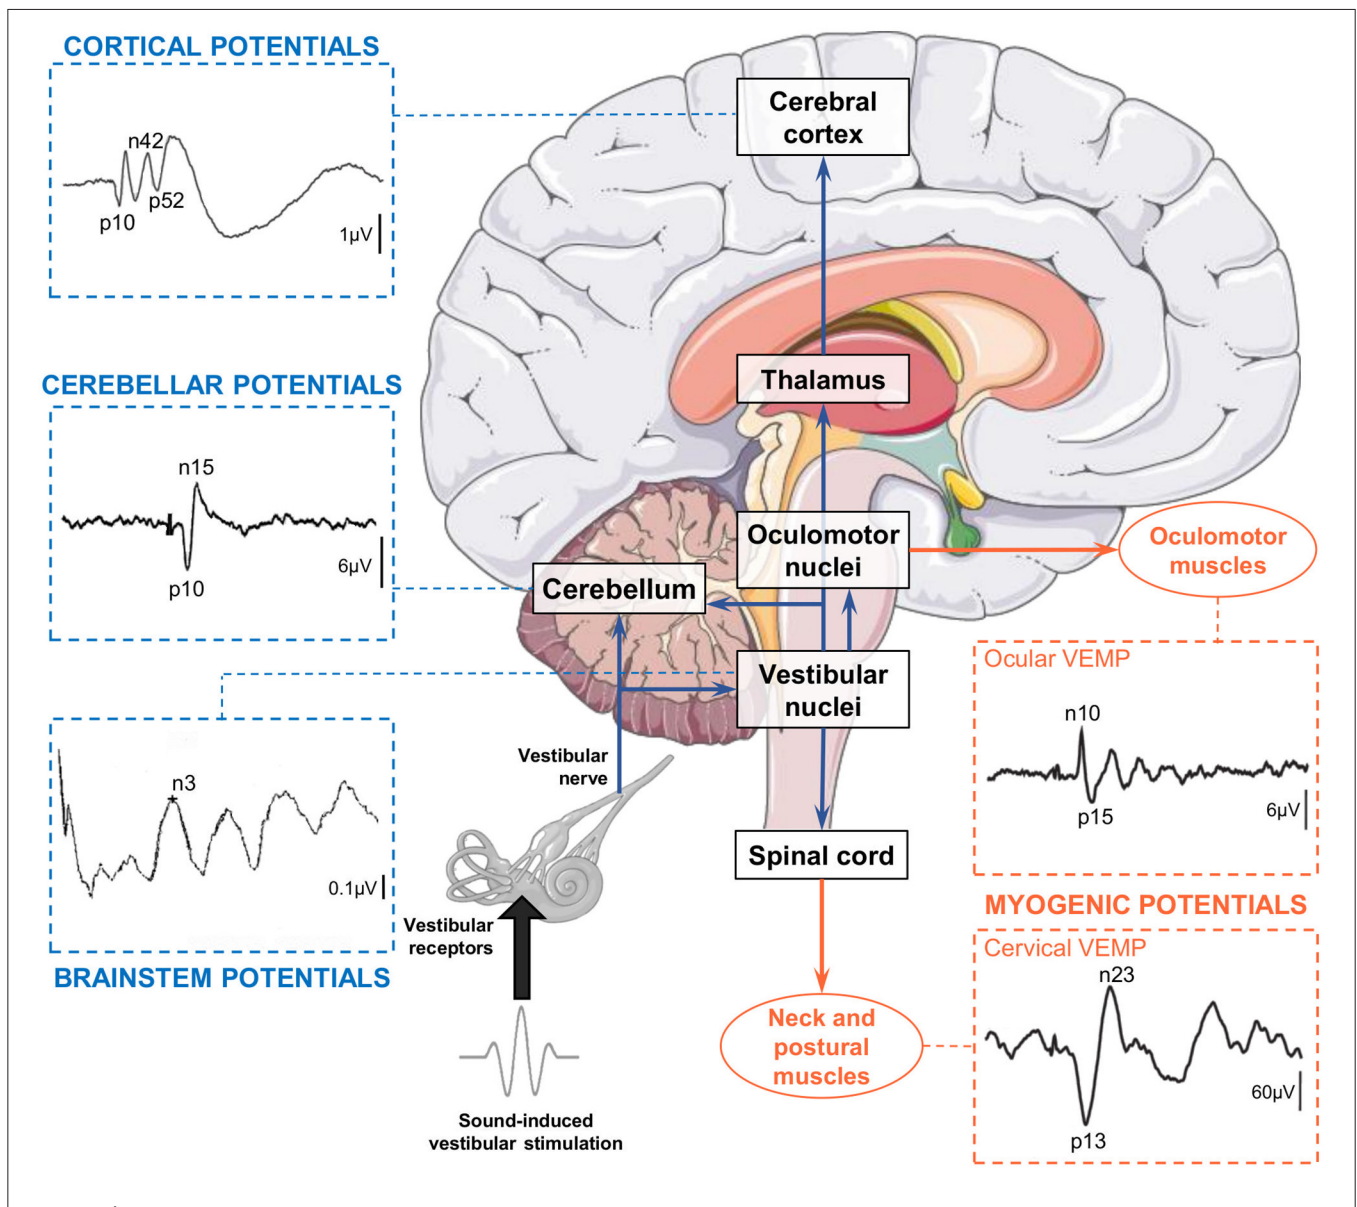 CORTICAL POTENTIALS
n42
p52
p10
1µV
Cerebral
cortex
CEREBELLAR POTENTIALS
n15
p10
6µV
Thalamus
Oculomotor
nuclei
Cerebellum
Vestibular
nuclei
Oculomotor
muscles
Ocular VEMP
n10
p15
6µV
n3
0.1µV
BRAINSTEM POTENTIALS
Vestibular
nerve
Vestibular
receptors
Sound-induced
vestibular stimulation
Spinal cord
Neck and
postural
muscles
MYOGENIC POTENTIALS
Cervical VEMP
n23
p13
60µV